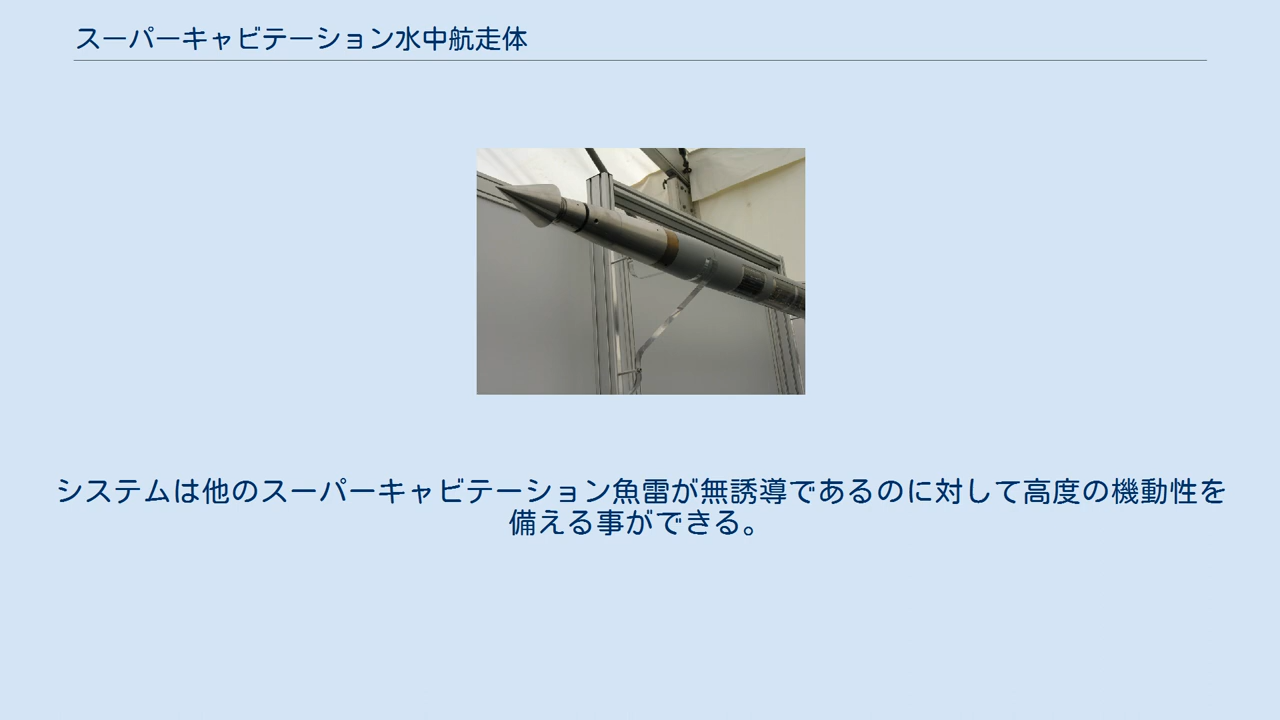 スーパーキャビテーション水中航走体
システムは他のスーパーキャビテーション魚雷が無誘導であるのに対して高度の機動性を
備える事ができる。